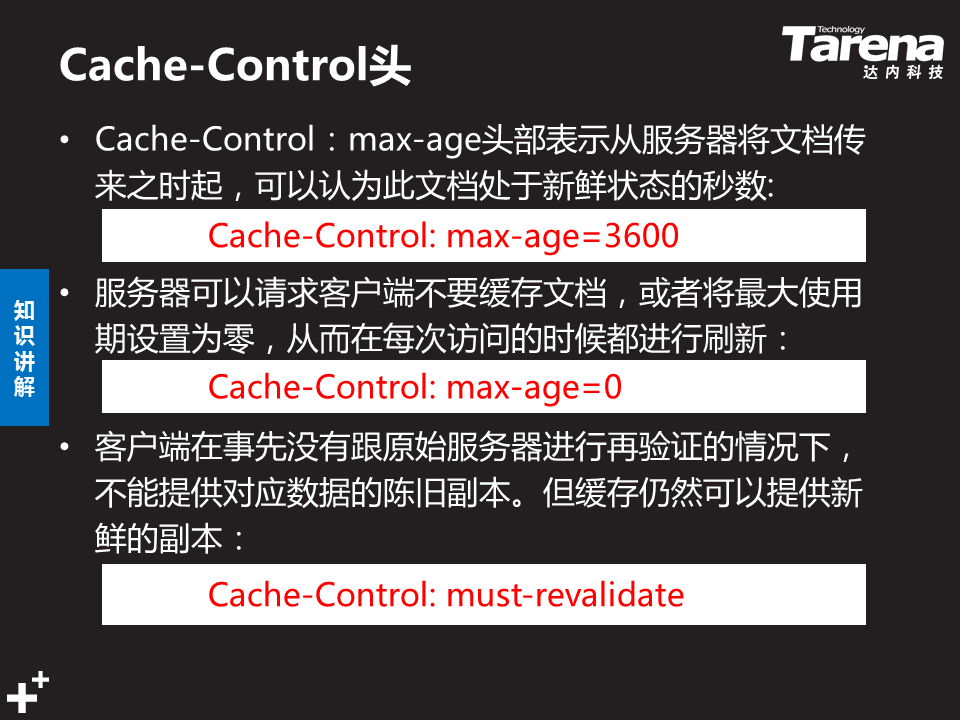 Cache-Control头
Technology
Tarena
达内科技
• Cache-Control：max-age头部表示从服务器将文档传
来之时起，可以认为此文档处于新鲜状态的秒数:
Cache-Control: max-age=3600
• 服务器可以请求客户端不要缓存文档，或者将最大使用
期设置为零，从而在每次访问的时候都进行刷新：
Cache-Control: max-age=0
知
识
讲
解
• 客户端在事先没有跟原始服务器进行再验证的情况下，
不能提供对应数据的陈旧副本。但缓存仍然可以提供新
鲜的副本：
Cache-Control: must-revalidate